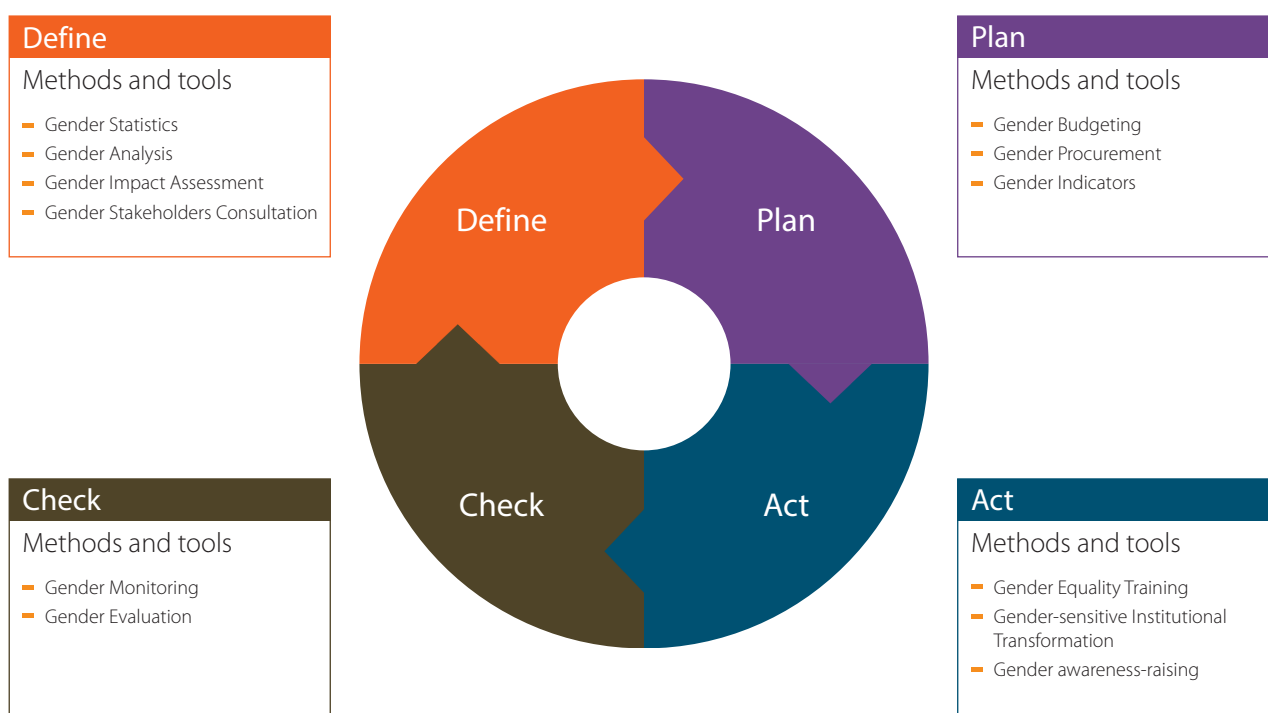 Define
Methods and tools
Gender Statistics
Gender Analysis
Gender Impact Assessment
Gender Stakeholders Consultation
Plan
Methods and tools
Gender Budgeting
Gender Procurement
Gender Indicators
Define
Plan
Check
Act
Check
Methods and tools
Gender Monitoring
Gender Evaluation
Act
Methods and tools
Gender Equality Training
Gender-sensitive Institutional
Transformation
Gender awareness-raising